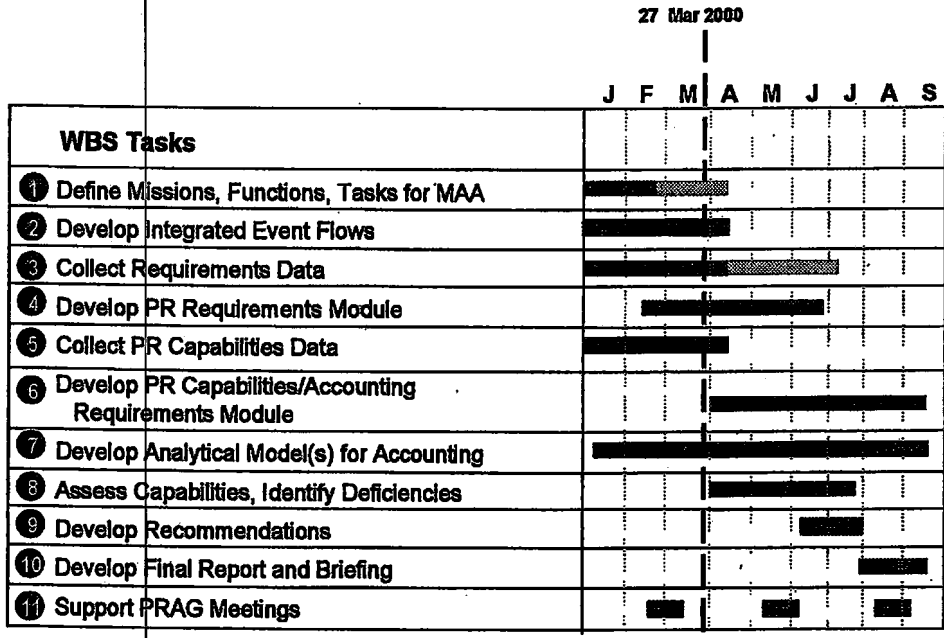 27 Mar 2000
J F M A M J J A S
WBS Tasks
1 Define Missions, Functions, Tasks for MAA
2 Develop Integrated Event Flows
3 Collect Requirements Data
4 Develop PR Requirements Module
5 Collect PR Capabilities Data
6 Develop PR Capabilities/Accounting
Requirements Module
7 Develop Analytical Model(s) for Accounting
8 Assess Capabilities, Identify Deficiencies
9 Develop Recommendations
10 Develop Final Report and Briefing
11 Support PRAG Meetings